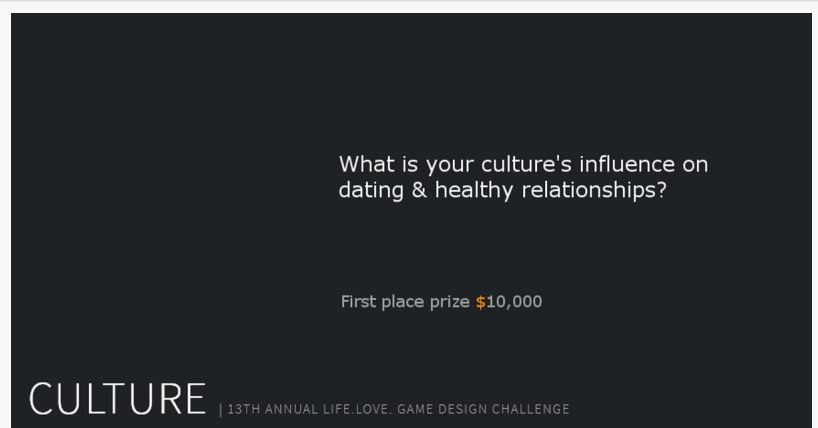 What is your culture's influence on
dating & healthy relationships?
First place prize $10,000
CULTURE | 13TH ANNUAL LIFE.LOVE. GAME DESIGN CHALLENGE